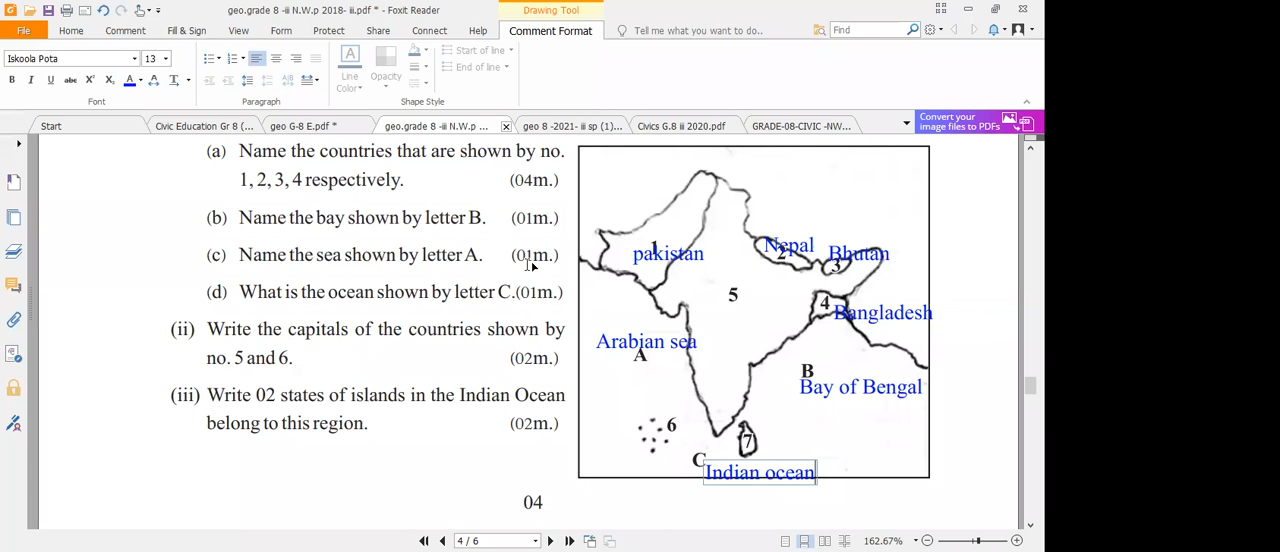 geo.grade 8 -ii N.W.p 2018- ii.pdf * - Foxit Reader
Drawing Tool
File
Home
Comment
Fill & Sign
View
Form
Protect
Share
Connect
Help
Comment Format
Tell me what you want to do..
Find
Iskoola Pota
13
B I U abc X² X₂ A T
Line Color
Opacity
Start of line
End of line
Font
Paragraph
Shape Style
Start
Civic Education Gr 8 (...
geo G-8 E.pdf *
geo.grade 8 -ii N.W.p ...
geo 8 -2021- ii sp (1)...
Civics G.8 ii 2020.pdf
GRADE-08-CIVIC -NW...
Convert your
image files to PDFs
(a) Name the countries that are shown by no.
1, 2, 3, 4 respectively. (04m.)
(b) Name the bay shown by letter B. (01m.)
(c) Name the sea shown by letter A. (01m.)
(d) What is the ocean shown by letter C.(01m.)
(ii) Write the capitals of the countries shown by
no. 5 and 6. (02m.)
(iii) Write 02 states of islands in the Indian Ocean
belong to this region. (02m.)
1
pakistan
Nepal
2
Bhutan
3
5
4
Bangladesh
Arabian sea
A
B
Bay of Bengal
6
7
C
Indian ocean
04
4 / 6
162.67%